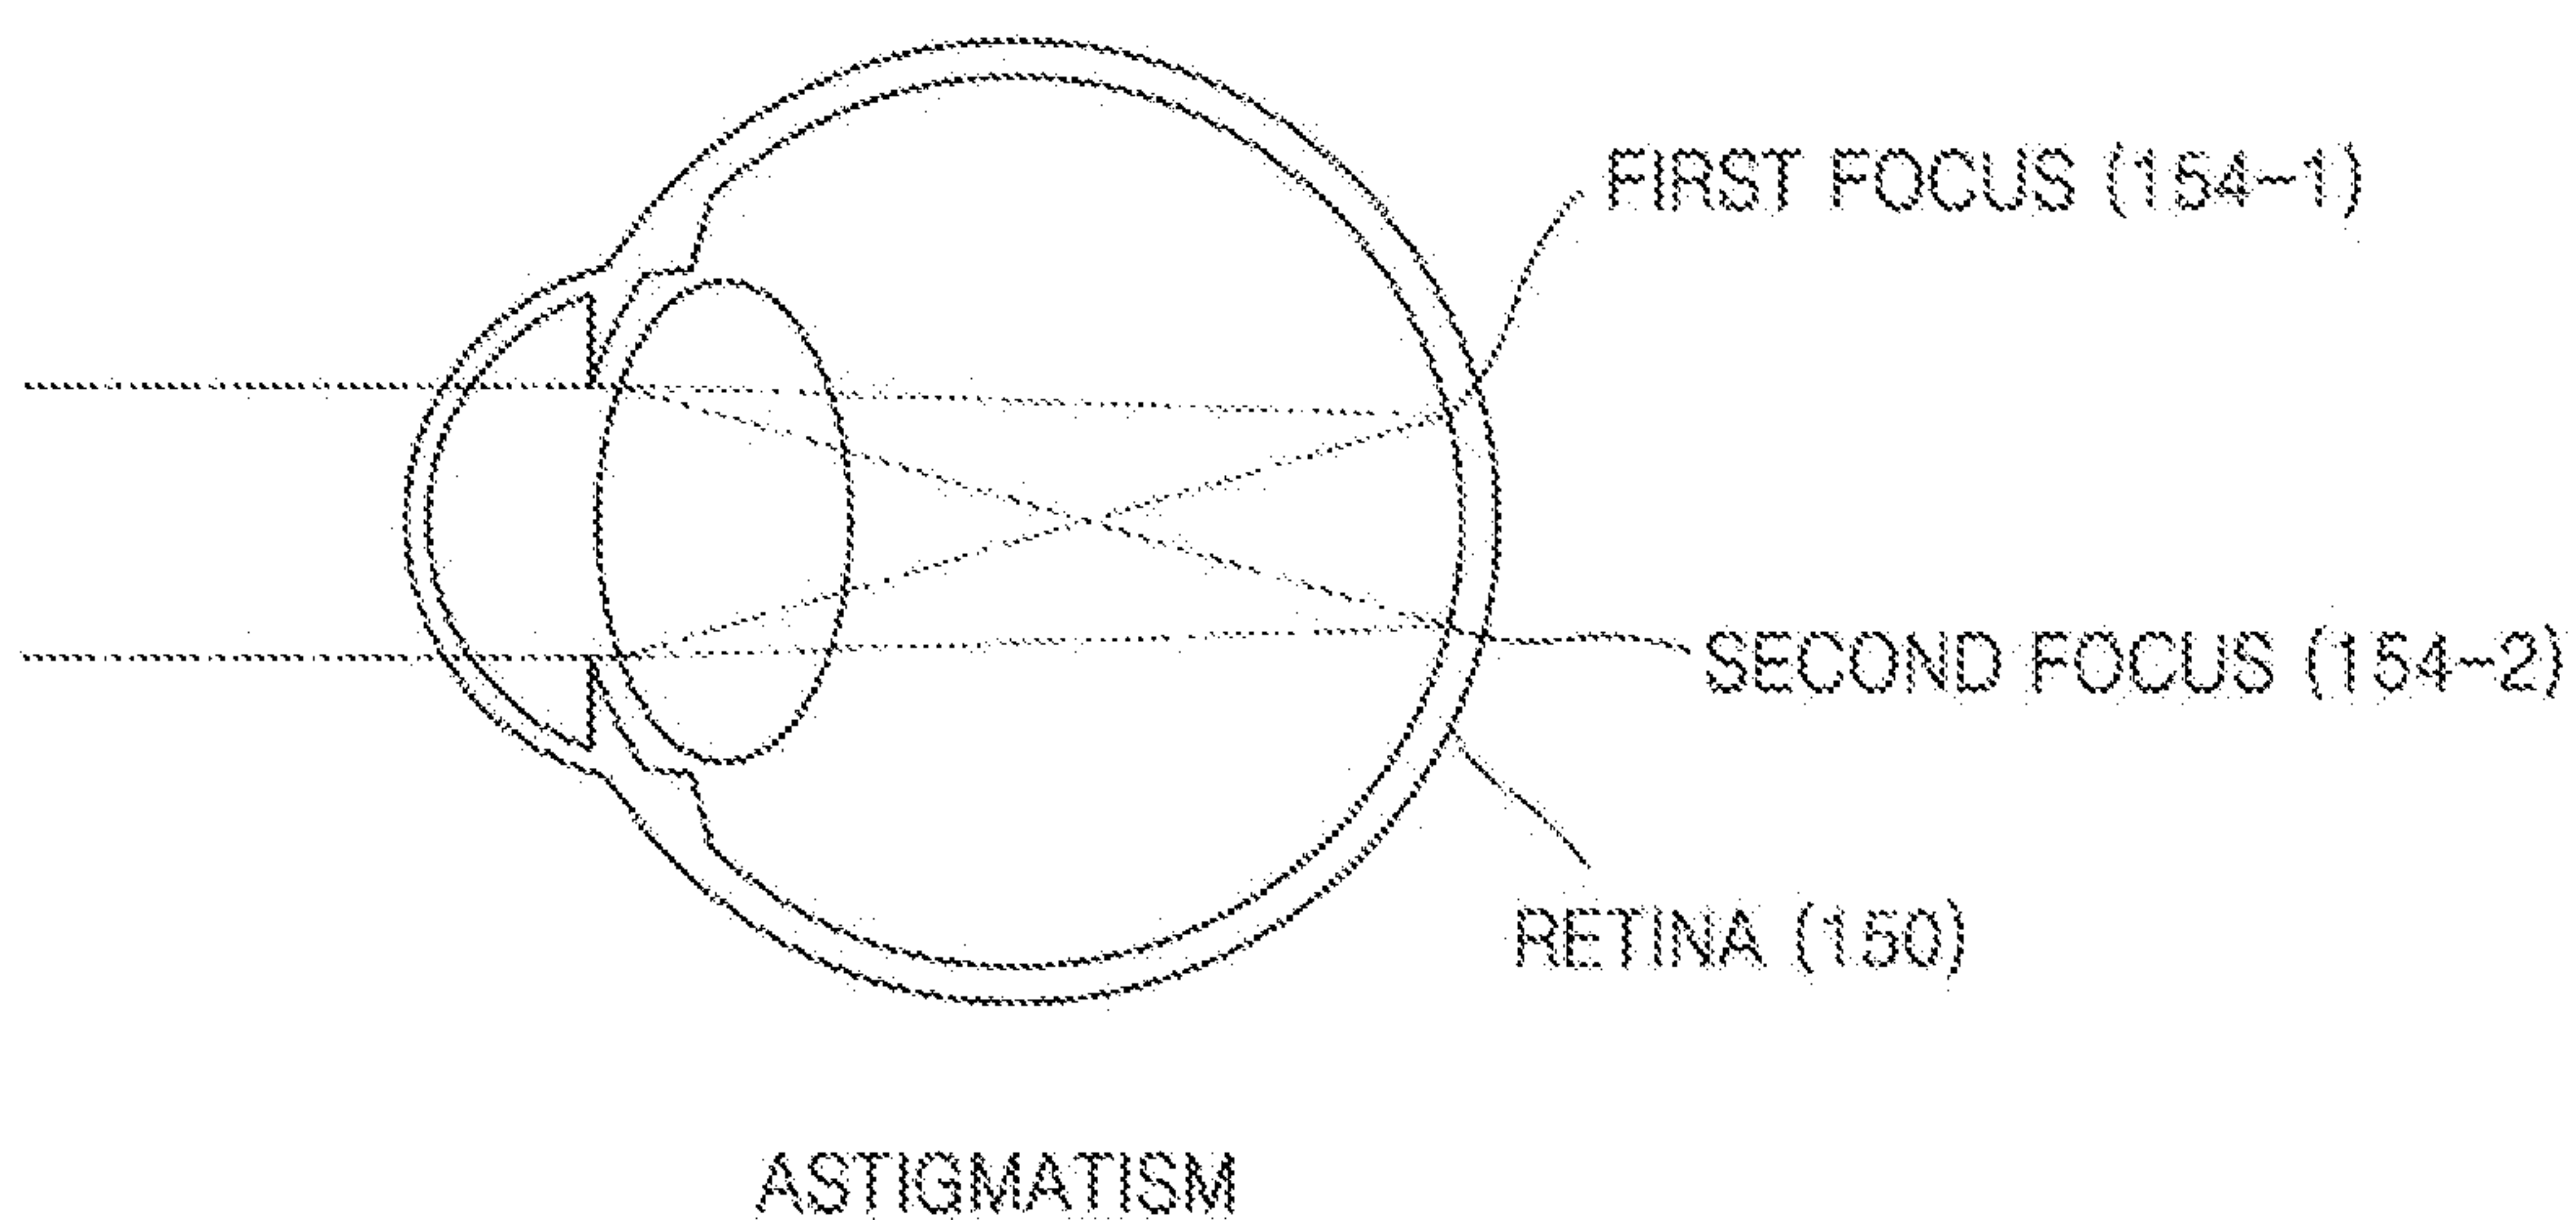 FIRST FOCUS (154-1)
SECOND FOCUS (154-2)
RETINA (150)
ASTIGMATISM